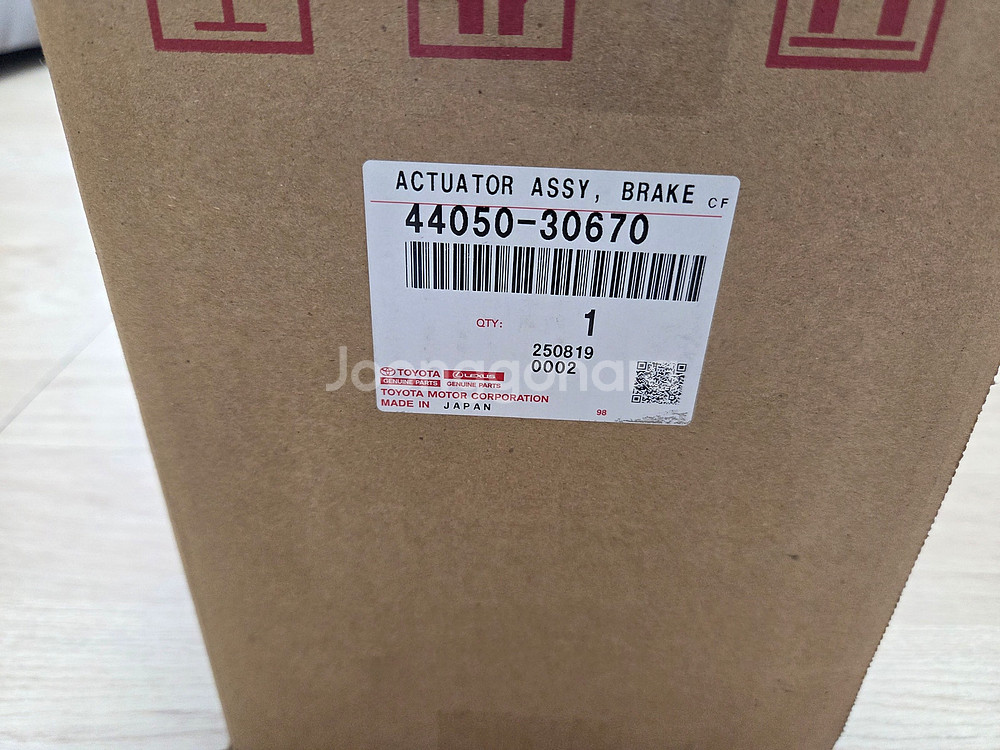 ACTUATOR ASSY, BRAKE CF
44050-30670
QTY: 1
250819
0002
TOYOTA LEXUS
GENUINE PARTS GENUINE PARTS
TOYOTA MOTOR CORPORATION
MADE IN JAPAN
98